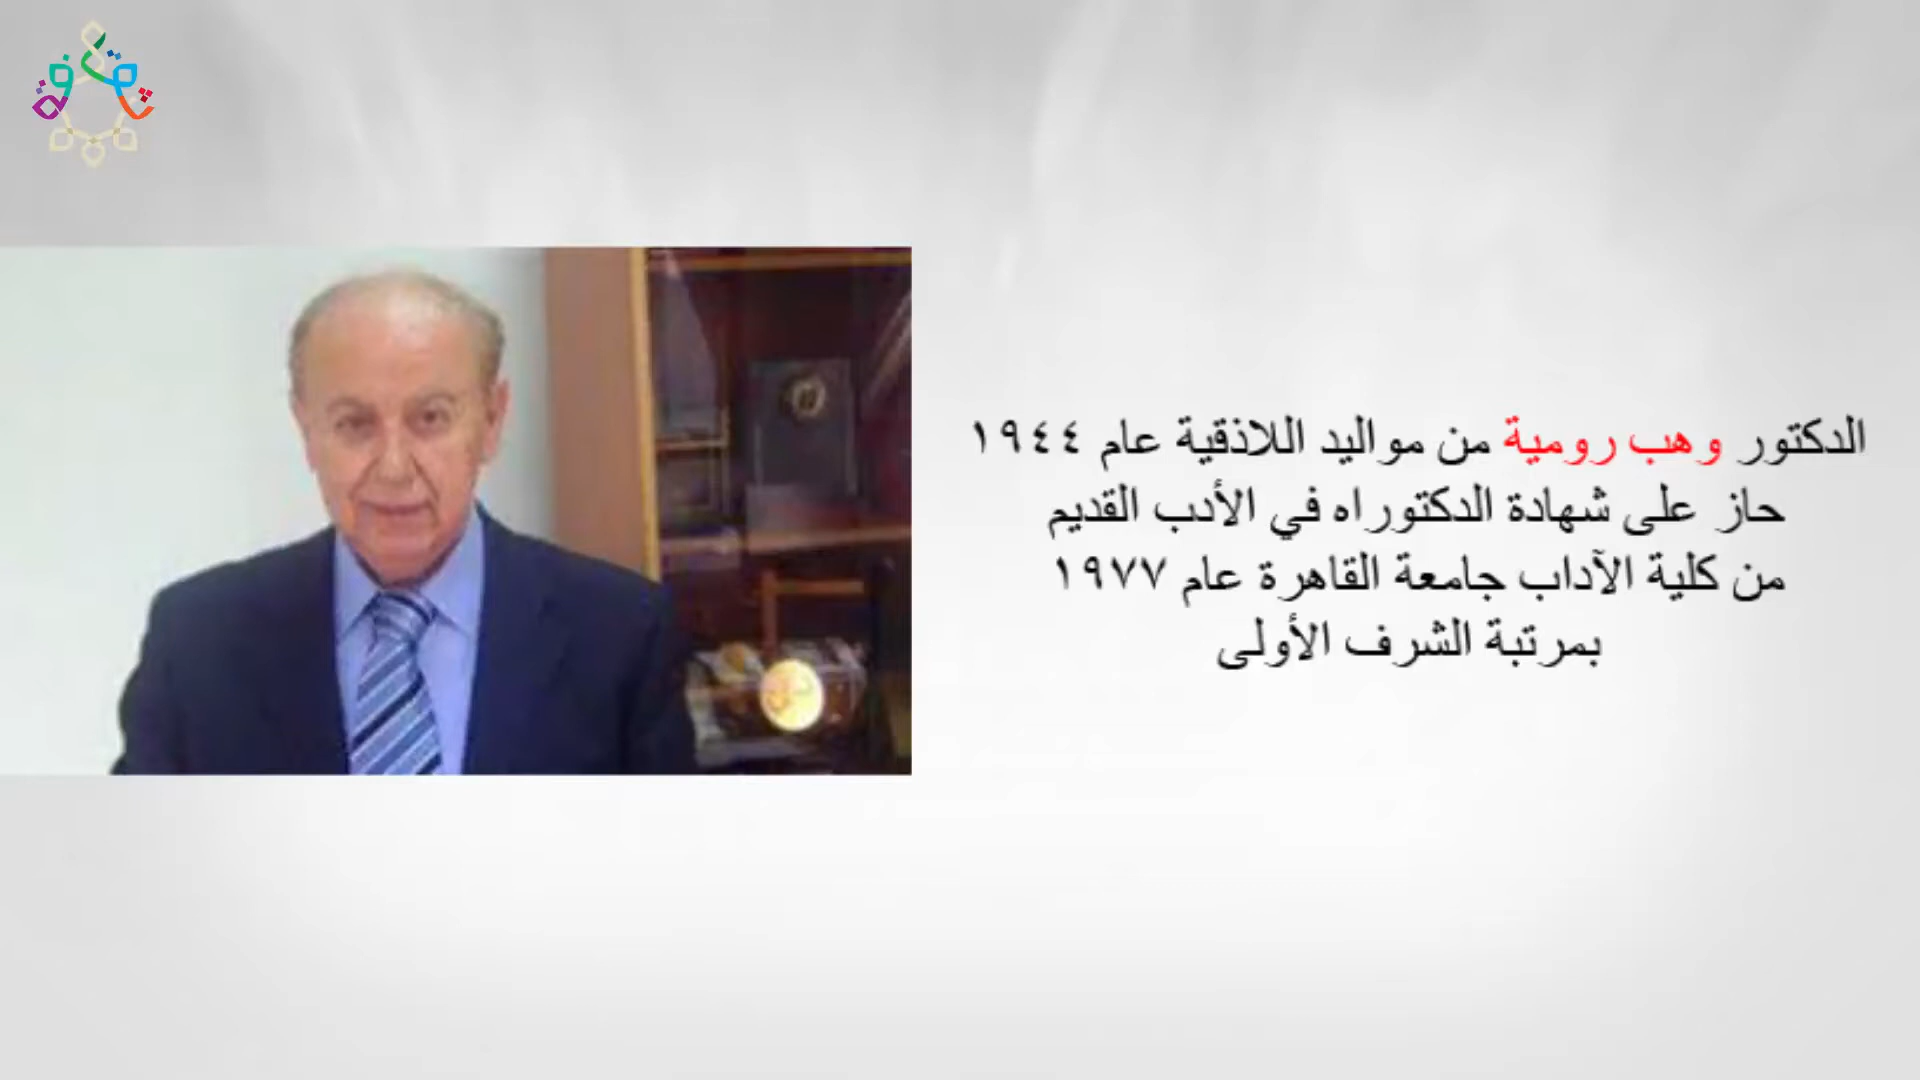 ثقافة
الدكتور وهب رومية من مواليد اللاذقية عام ١٩٤٤
حاز على شهادة الدكتوراه في الأدب القديم
من كلية الآداب جامعة القاهرة عام ١٩٧٧
بمرتبة الشرف الأولى